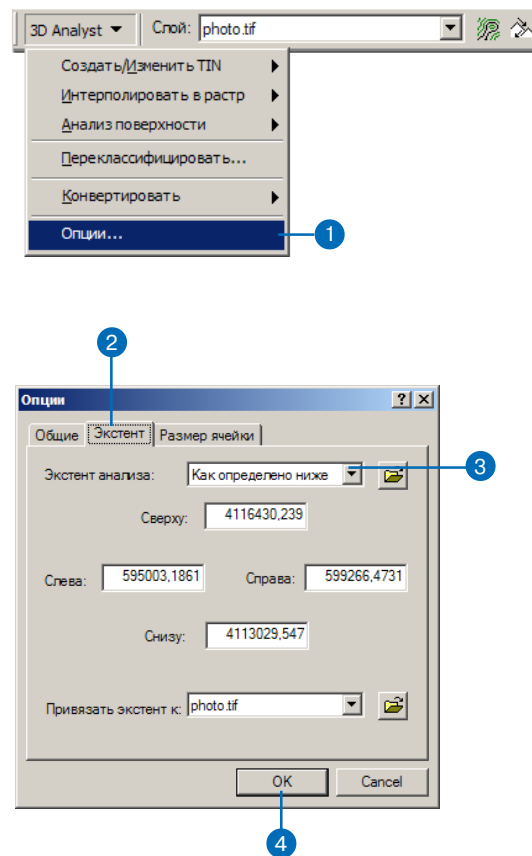 3D Analyst Слой: photo.tif
Создать/Изменить TIN
Интерполировать в растр
Анализ поверхности
Переклассифицировать...
Конвертировать
Опции... 1
2
Опции
Общие Экстент Размер ячейки
Экстент анализа: Как определено ниже 3
Сверху: 4116430,239
Слева: 595003,1861 Справа: 599266,4731
Снизу: 4113029,547
Привязать экстент к: photo.tif
OK Cancel
4